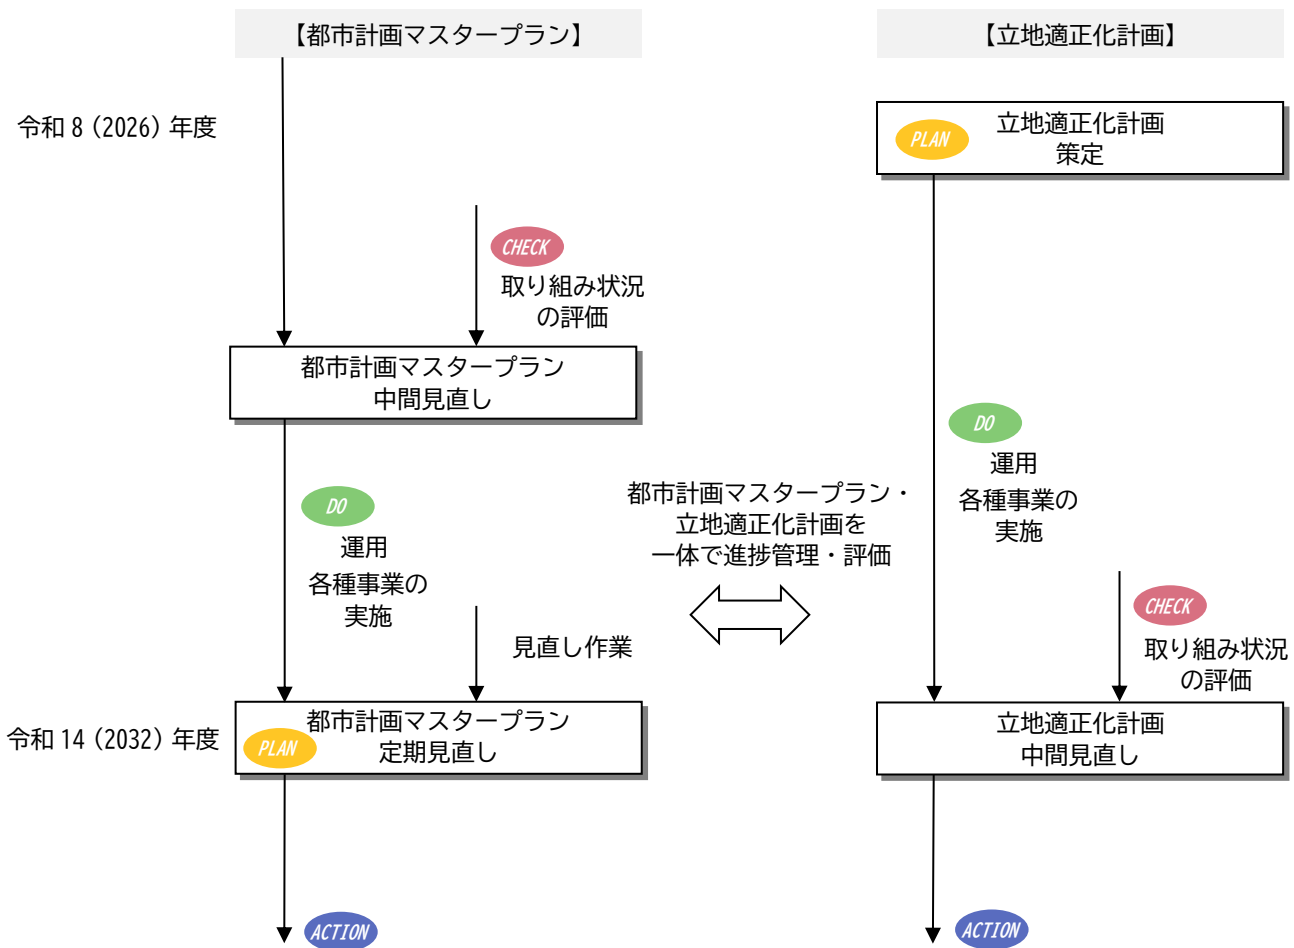 【都市計画マスタープラン】
【立地適正化計画】
令和８（2026）年度
PLAN
立地適正化計画
策定
CHECK
取り組み状況
の評価
都市計画マスタープラン
中間見直し
DO
運用
各種事業の
実施
DO
運用
各種事業の
実施
都市計画マスタープラン・
立地適正化計画を
一体で進捗管理・評価
見直し作業
CHECK
取り組み状況
の評価
令和 14（2032）年度
PLAN
都市計画マスタープラン
定期見直し
立地適正化計画
中間見直し
ACTION
ACTION